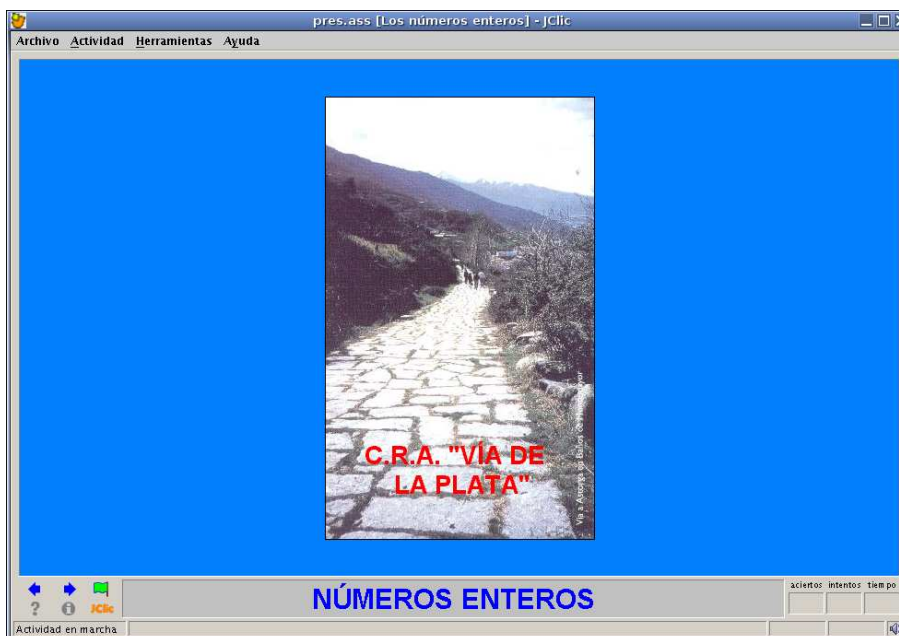 pres.ass [Los números enteros] - JClic
Archivo Actividad Herramientas Ayuda
C.R.A. "VÍA DE
LA PLATA"
NÚMEROS ENTEROS
aciertos intentos tiempo
JClic
Actividad en marcha